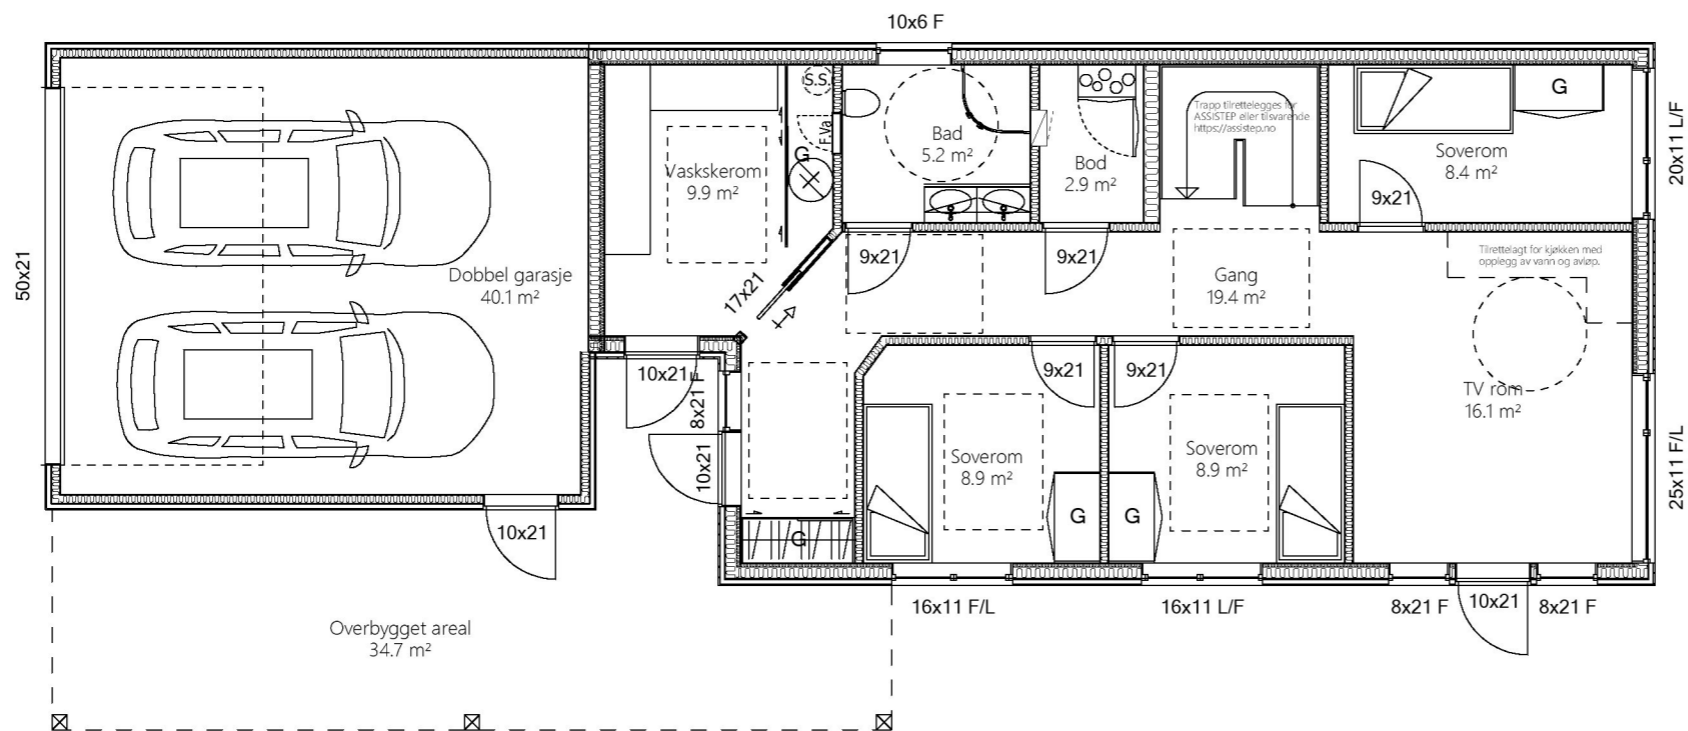 10x6 F
50x21
20x11 L/F
25x11 F/L
S.S.
F.Va
G
Vaskskerom
9.9 m²
Bad
5.2 m²
Bod
2.9 m²
Trapp tilrettelegges for
ASSISTEP eller tilsvarende
https://assistep.no
Soverom
8.4 m²
G
9x21
Dobbel garasje
40.1 m²
17x21
9x21
9x21
Gang
19.4 m²
Tilrettelagt for kjøkken med
opplegg av vann og avløp.
10x21
8x21 F
10x21
9x21
9x21
TV rom
16.1 m²
Soverom
8.9 m²
Soverom
8.9 m²
G
G
G
10x21
16x11 F/L
16x11 L/F
8x21 F
10x21
8x21 F
Overbygget areal
34.7 m²